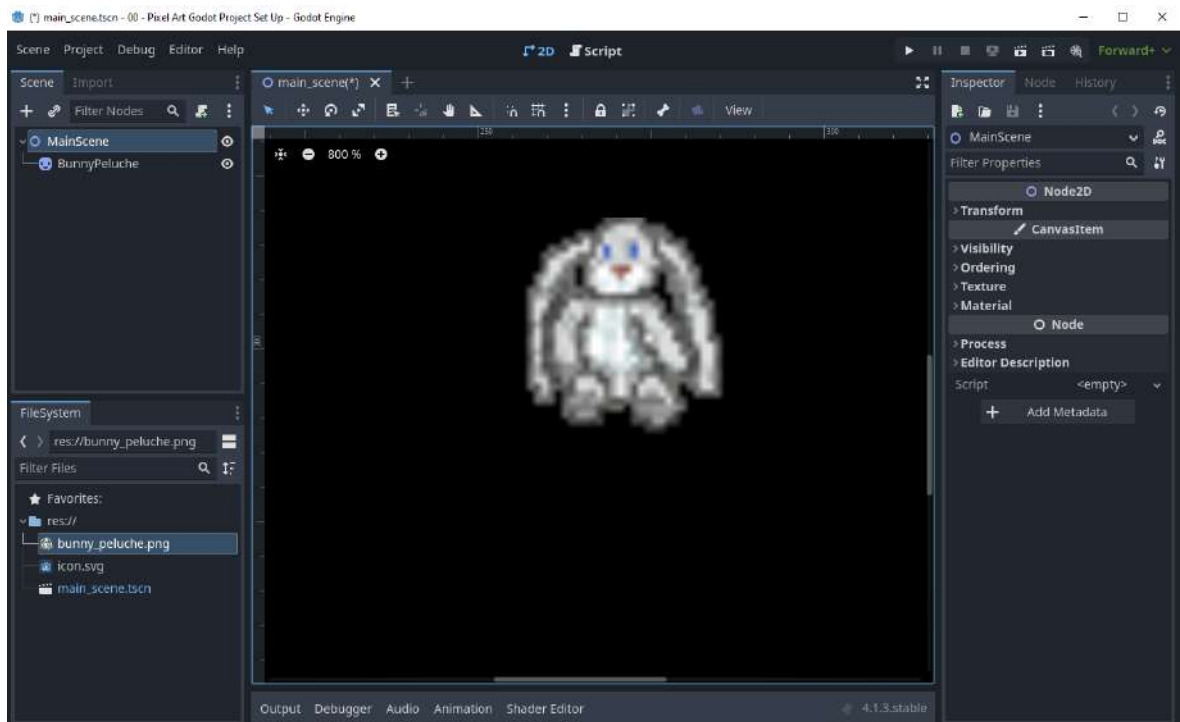 (*) main_scene.tscn - 00 - Pixel Art Godot Project Set Up - Godot Engine
Scene Project Debug Editor Help
2D Script
Forward+
Scene Import
main_scene(*)
Inspector Node History
Filter Nodes
View
MainScene
BunnyPeluche
250
300
800 %
MainScene
Filter Properties
Node2D
Transform
CanvasItem
Visibility
Ordering
Texture
Material
Node
Process
Editor Description
Script <empty>
Add Metadata
FileSystem
res://bunny_peluche.png
Filter Files
Favorites:
res://
bunny_peluche.png
icon.svg
main_scene.tscn
Output Debugger Audio Animation Shader Editor
4.1.3.stable